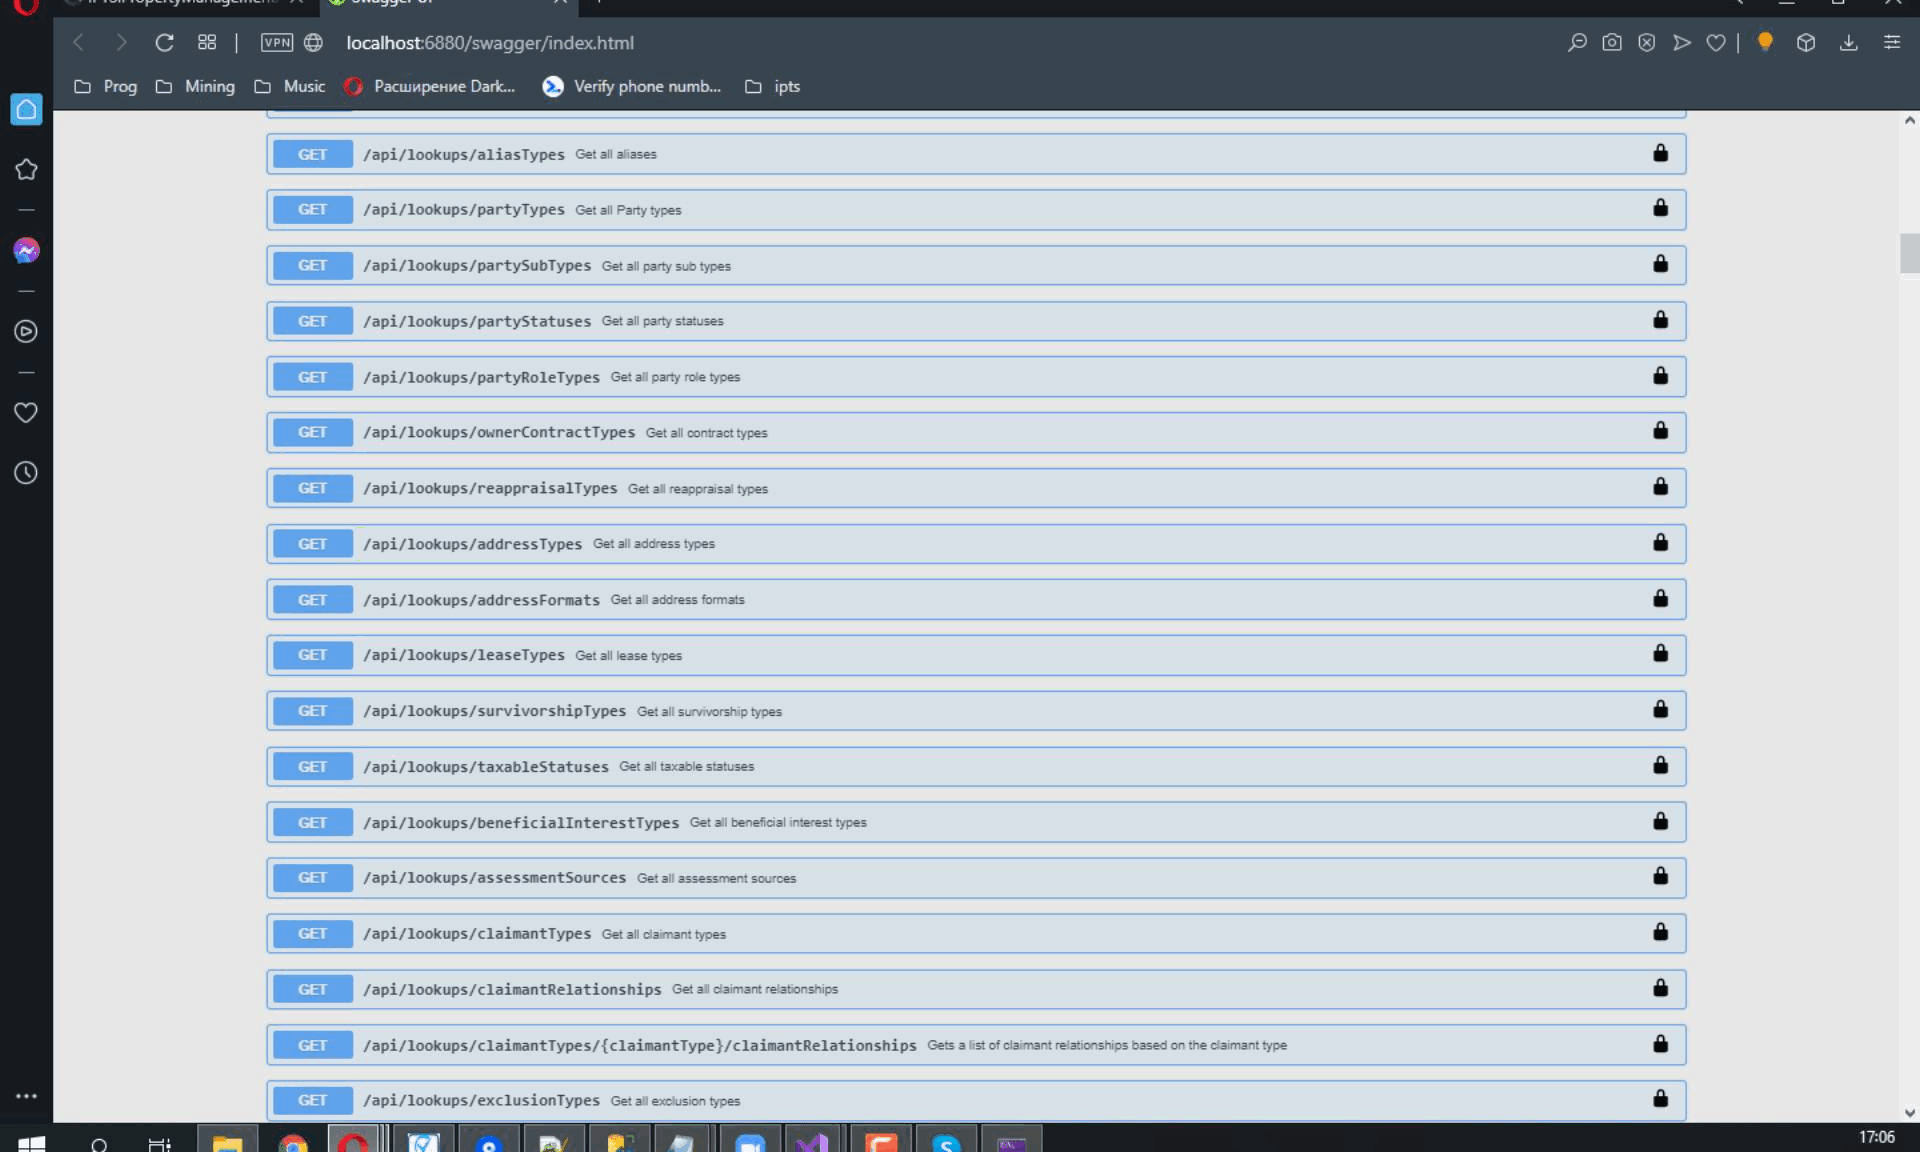 Swagger UI
VPN
localhost:6880/swagger/index.html
Prog
Mining
Music
Расширение Dark...
Verify phone numb...
ipts
GET /api/lookups/aliasTypes Get all aliases
GET /api/lookups/partyTypes Get all Party types
GET /api/lookups/partySubTypes Get all party sub types
GET /api/lookups/partyStatuses Get all party statuses
GET /api/lookups/partyRoleTypes Get all party role types
GET /api/lookups/ownerContractTypes Get all contract types
GET /api/lookups/reappraisalTypes Get all reappraisal types
GET /api/lookups/addressTypes Get all address types
GET /api/lookups/addressFormats Get all address formats
GET /api/lookups/leaseTypes Get all lease types
GET /api/lookups/survivorshipTypes Get all survivorship types
GET /api/lookups/taxableStatuses Get all taxable statuses
GET /api/lookups/beneficialInterestTypes Get all beneficial interest types
GET /api/lookups/assessmentSources Get all assessment sources
GET /api/lookups/claimantTypes Get all claimant types
GET /api/lookups/claimantRelationships Get all claimant relationships
GET /api/lookups/claimantTypes/{claimantType}/claimantRelationships Gets a list of claimant relationships based on the claimant type
GET /api/lookups/exclusionTypes Get all exclusion types
17:06